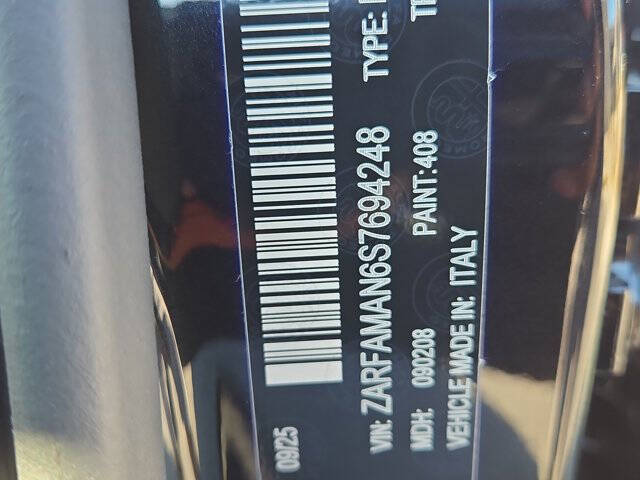 09/25
VIN: ZARFAMAN6S7694248 TYPE:
MDH: 090208 PAINT:408
VEHICLE MADE IN: ITALY